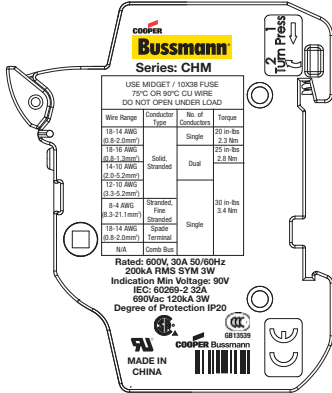 COOPER
Bussmann®
Series: CHM
1
Turn Press
2
USE MIDGET / 10X38 FUSE
75ºC OR 90ºC CU WIRE
DO NOT OPEN UNDER LOAD
Wire Range Conductor Type No. of Conductors Torque
18-14 AWG (0.8-2.0mm²) Solid, Stranded Single 20 in-lbs 2.3 Nm
18-16 AWG (0.8-1.3mm²) Dual 25 in-lbs 2.8 Nm
14-10 AWG (2.0-5.2mm²) 30 in-lbs 3.4 Nm
12-10 AWG (3.3-5.2mm²) Single
8-4 AWG (8.3-21.1mm²) Stranded, Fine Stranded
18-14 AWG (0.8-2.0mm²) Spade Terminal
N/A Comb Bus
Rated: 600V, 30A 50/60Hz
200kA RMS SYM 3W
Indication Min Voltage: 90V
IEC: 60269-2 32A
690Vac 120kA 3W
Degree of Protection IP20
GB13539
COOPER Bussmann
MADE IN
CHINA